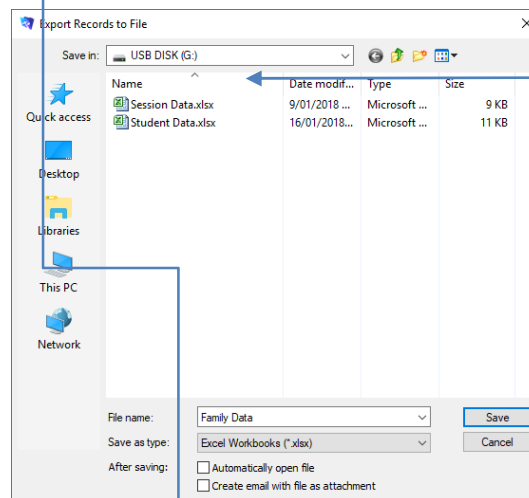 Export Records to File
Save in: USB DISK (G:)
Name Date modif... Type Size
Session Data.xlsx 9/01/2018 ... Microsoft ... 9 KB
Student Data.xlsx 16/01/2018... Microsoft ... 11 KB
Quick access
Desktop
Libraries
This PC
Network
File name: Family Data Save
Save as type: Excel Workbooks (*.xlsx) Cancel
After saving: Automatically open file
Create email with file as attachment